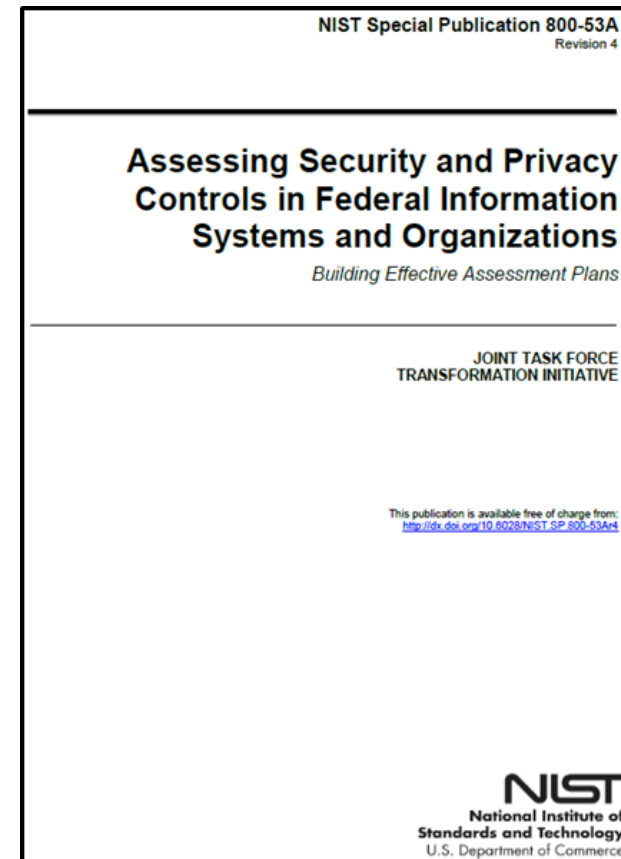 NIST Special Publication 800-53A
Revision 4
Assessing Security and Privacy
Controls in Federal Information
Systems and Organizations
Building Effective Assessment Plans
JOINT TASK FORCE
TRANSFORMATION INITIATIVE
This publication is available free of charge from:
http://dx.doi.org/10.6028/NIST.SP.800-53Ar4
NIST
National Institute of
Standards and Technology
U.S. Department of Commerce